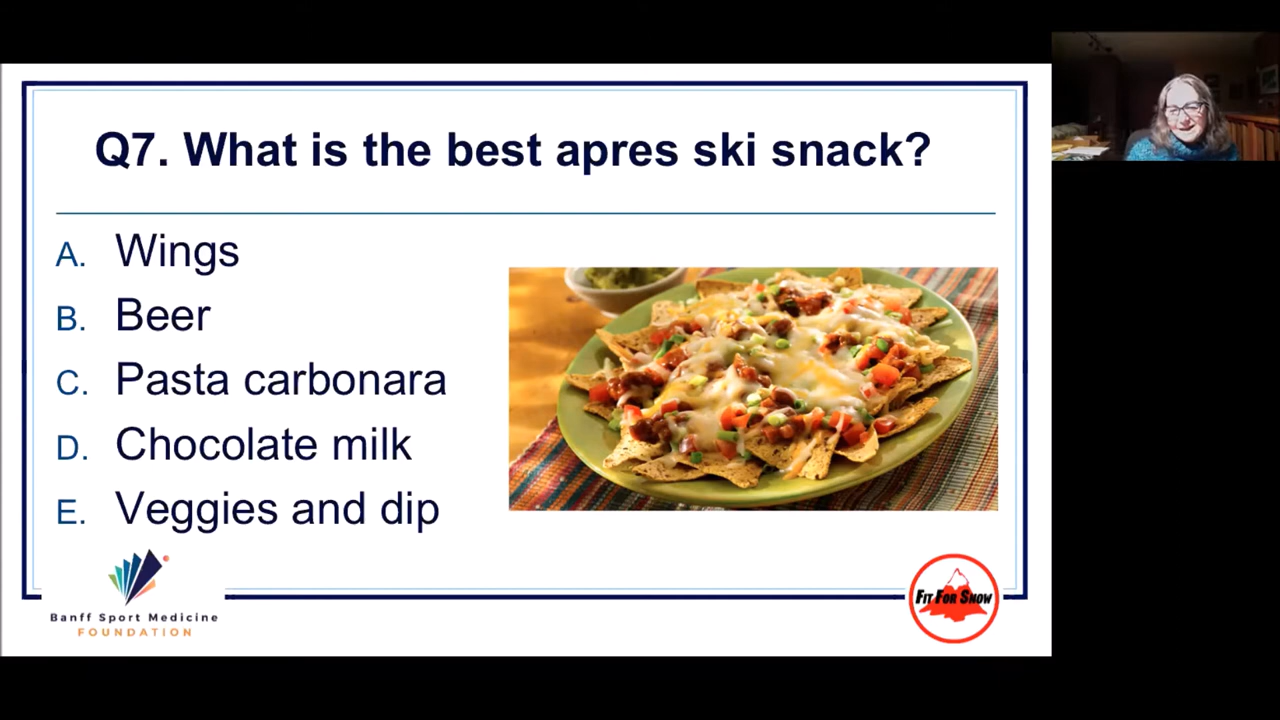 Q7. What is the best apres ski snack?
A. Wings
B. Beer
C. Pasta carbonara
D. Chocolate milk
E. Veggies and dip
Banff Sport Medicine
FOUNDATION
FIT FOR SNOW